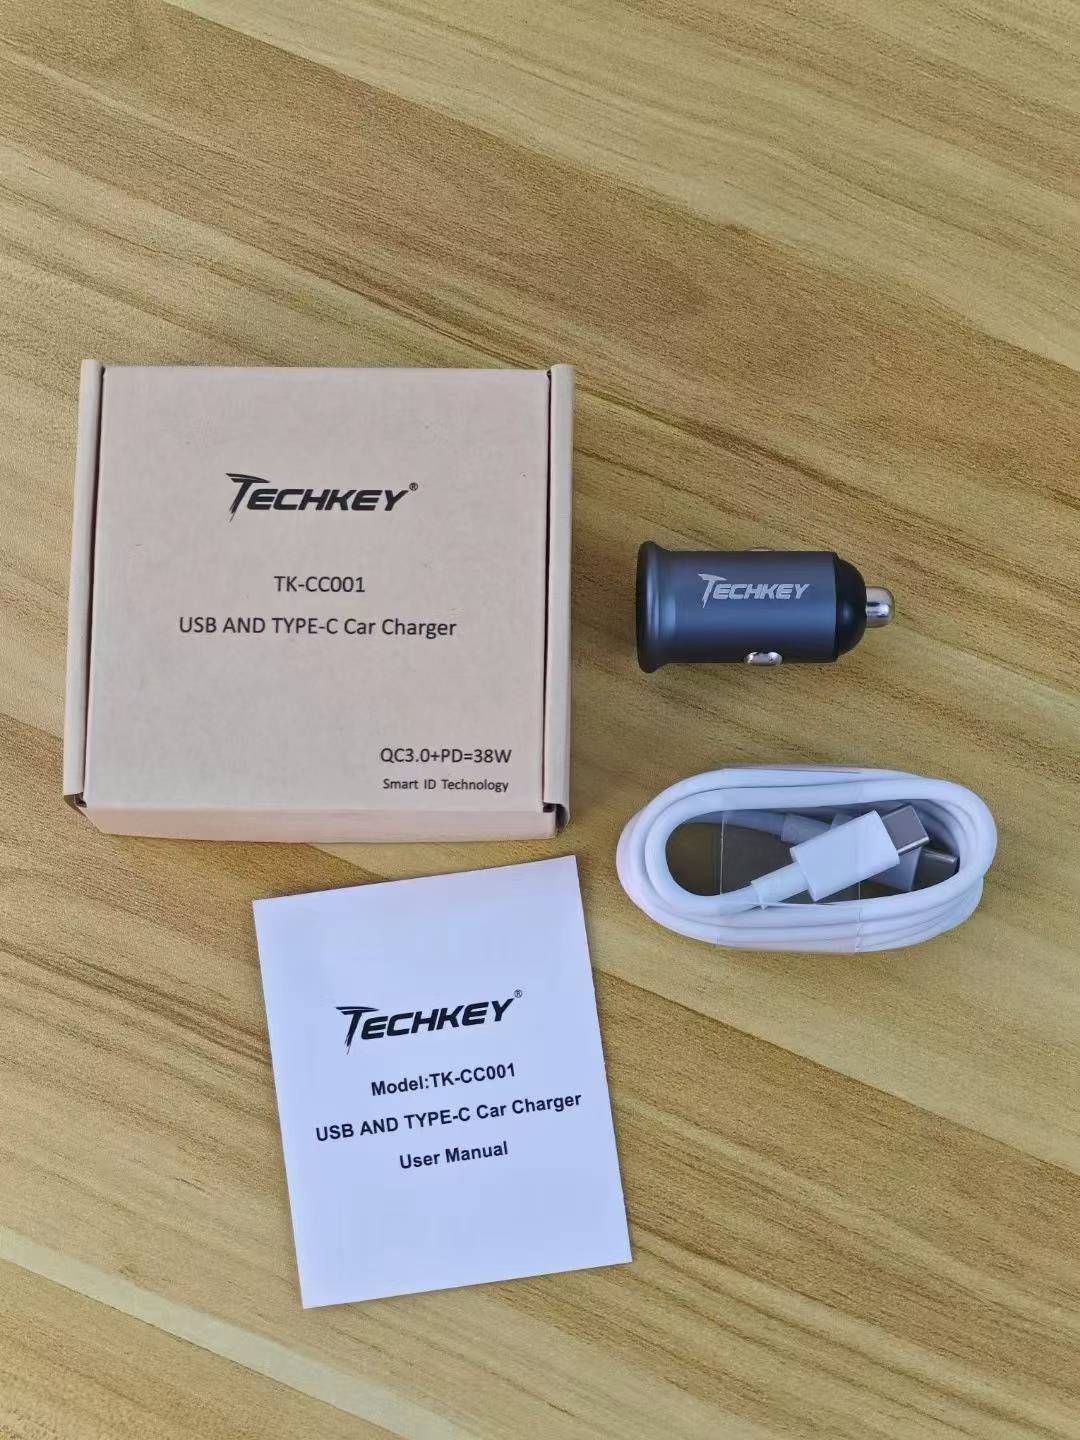 TECHKEY®
TK-CC001
USB AND TYPE-C Car Charger
QC3.0+PD=38W
Smart ID Technology
TECHKEY
TECHKEY®
Model:TK-CC001
USB AND TYPE-C Car Charger
User Manual